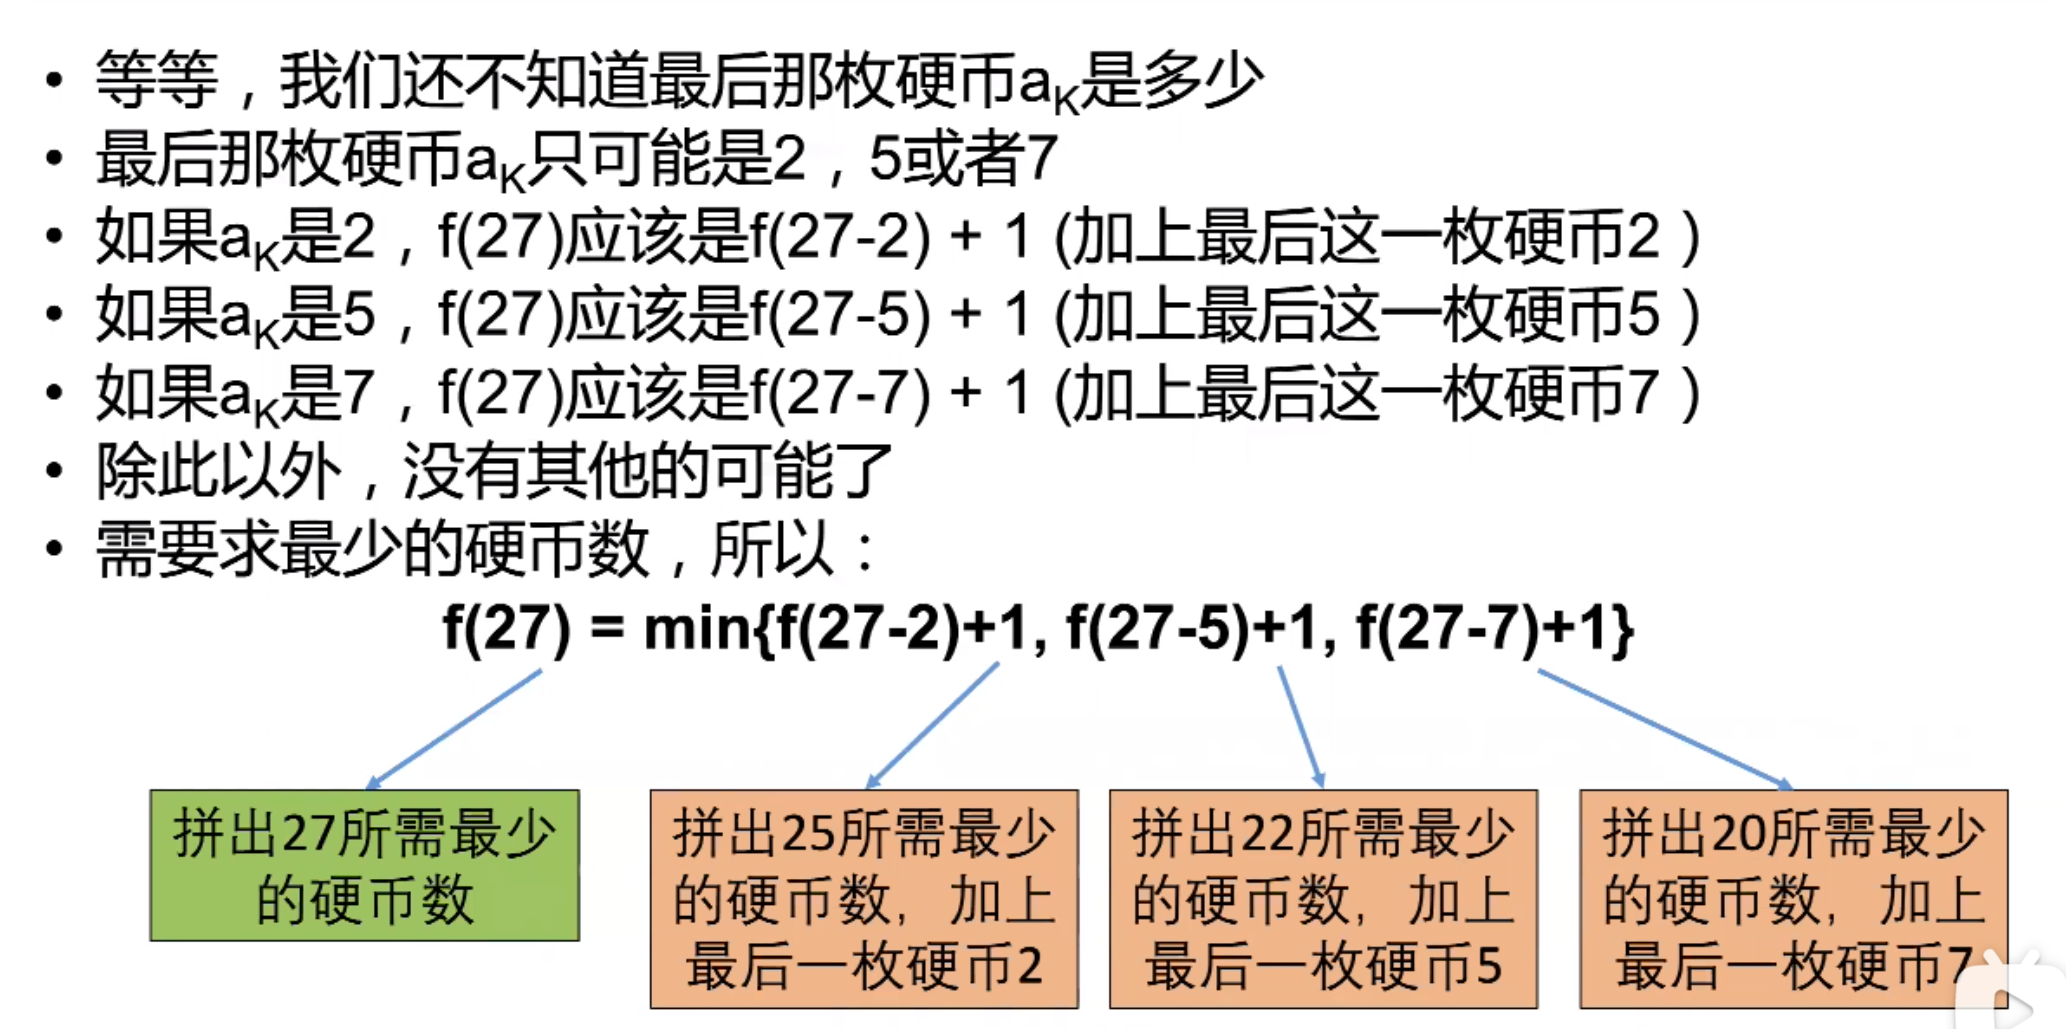 • 等等，我们还不知道最后那枚硬币aK是多少
• 最后那枚硬币aK只可能是2，5或者7
• 如果aK是2，f(27)应该是f(27-2) + 1 (加上最后这一枚硬币2）
• 如果aK是5，f(27)应该是f(27-5) + 1 (加上最后这一枚硬币5）
• 如果aK是7，f(27)应该是f(27-7) + 1 (加上最后这一枚硬币7）
• 除此以外，没有其他的可能了
• 需要求最少的硬币数，所以：
f(27) = min{f(27-2)+1, f(27-5)+1, f(27-7)+1}
拼出27所需最少
的硬币数
拼出25所需最少
的硬币数，加上
最后一枚硬币2
拼出22所需最少
的硬币数，加上
最后一枚硬币5
拼出20所需最少
的硬币数，加上
最后一枚硬币7